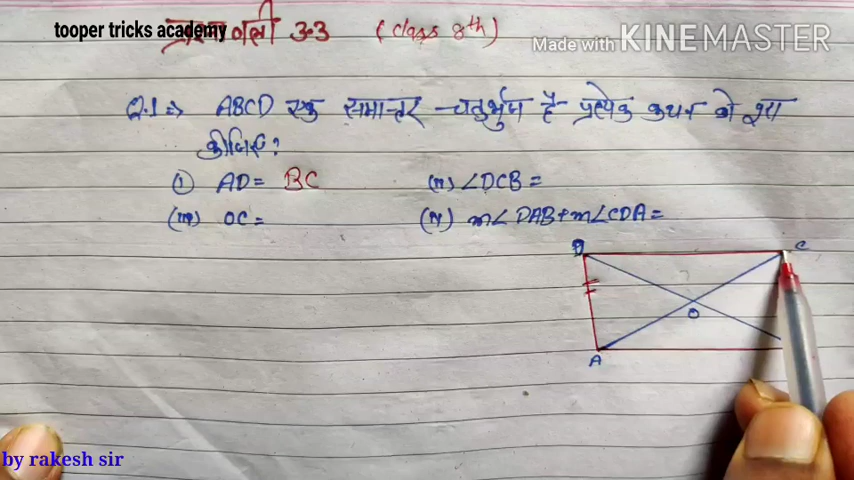 tooper tricks academy
प्रश्नावली 3.3 (class 8th)
Made with KINEMASTER
Q.1 ⇒ ABCD एक समान्तर चतुर्भुज है प्रत्येक कथन को पूरा
कीजिए?
(i) AD = BC (ii) ∠DCB =
(iii) OC = (iv) m∠DAB + m∠CDA =
D C
O
A
by rakesh sir